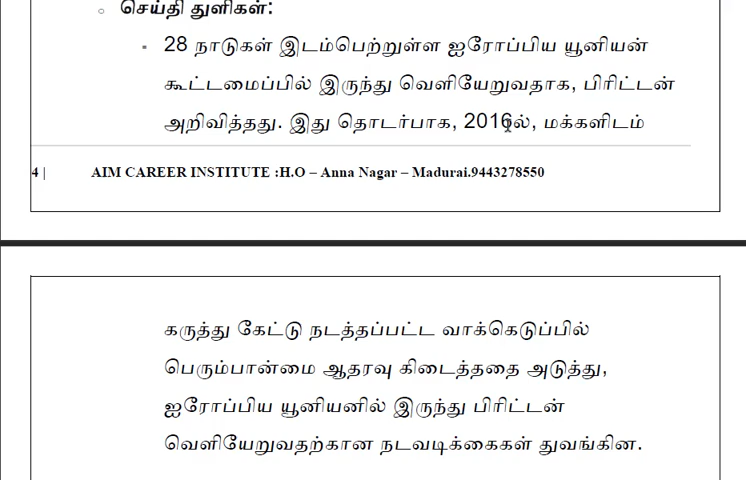 செய்தி துளிகள்:
28 நாடுகள் இடம்பெற்றுள்ள ஐரோப்பிய யூனியன்
கூட்டமைப்பில் இருந்து வெளியேறுவதாக, பிரிட்டன்
அறிவித்தது. இது தொடர்பாக, 2016ல், மக்களிடம்
4 | AIM CAREER INSTITUTE :H.O – Anna Nagar – Madurai.9443278550
கருத்து கேட்டு நடத்தப்பட்ட வாக்கெடுப்பில்
பெரும்பான்மை ஆதரவு கிடைத்ததை அடுத்து,
ஐரோப்பிய யூனியனில் இருந்து பிரிட்டன்
வெளியேறுவதற்கான நடவடிக்கைகள் துவங்கின.